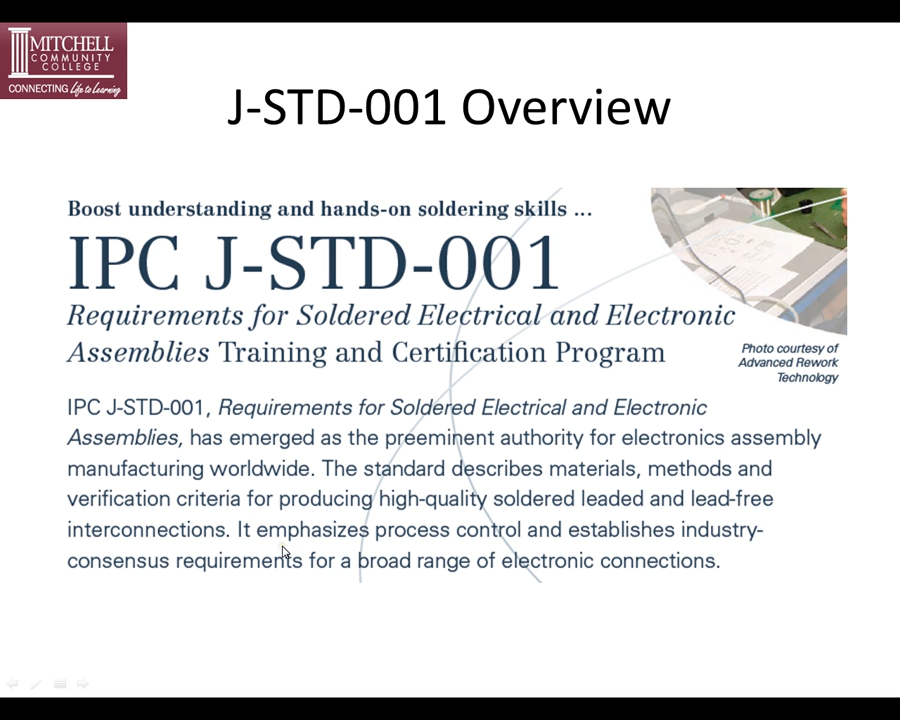 MITCHELL
COMMUNITY
COLLEGE
CONNECTING Life to Learning
J-STD-001 Overview
Boost understanding and hands-on soldering skills ...
IPC J-STD-001
Requirements for Soldered Electrical and Electronic
Assemblies Training and Certification Program
Photo courtesy of
Advanced Rework
Technology
IPC J-STD-001, Requirements for Soldered Electrical and Electronic
Assemblies, has emerged as the preeminent authority for electronics assembly
manufacturing worldwide. The standard describes materials, methods and
verification criteria for producing high-quality soldered leaded and lead-free
interconnections. It emphasizes process control and establishes industry-
consensus requirements for a broad range of electronic connections.